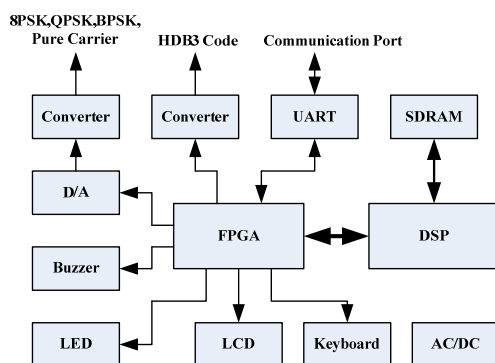 8PSK,QPSK,BPSK,
Pure Carrier
HDB3 Code
Communication Port
Converter
Converter
UART
SDRAM
D/A
FPGA
DSP
Buzzer
LED
LCD
Keyboard
AC/DC